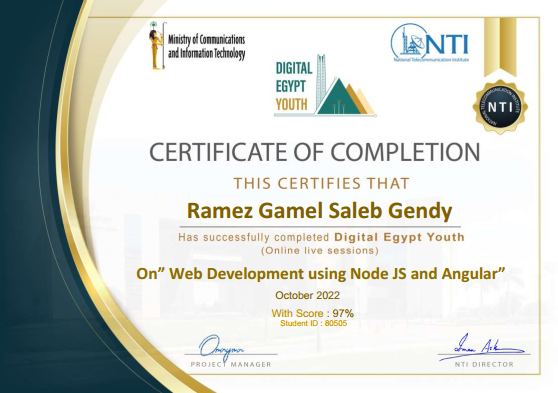 Ministry of Communications
and Information Technology
NTI
National Telecommunication Institute
DIGITAL
EGYPT
YOUTH
NATIONAL TELECOMMUNICATION INSTITUTE
NTI
CERTIFICATE OF COMPLETION
THIS CERTIFIES THAT
Ramez Gamel Saleb Gendy
Has successfully completed Digital Egypt Youth
(Online live sessions)
On” Web Development using Node JS and Angular”
October 2022
With Score : 97%
Student ID : 80505
PROJECT MANAGER
NTI DIRECTOR